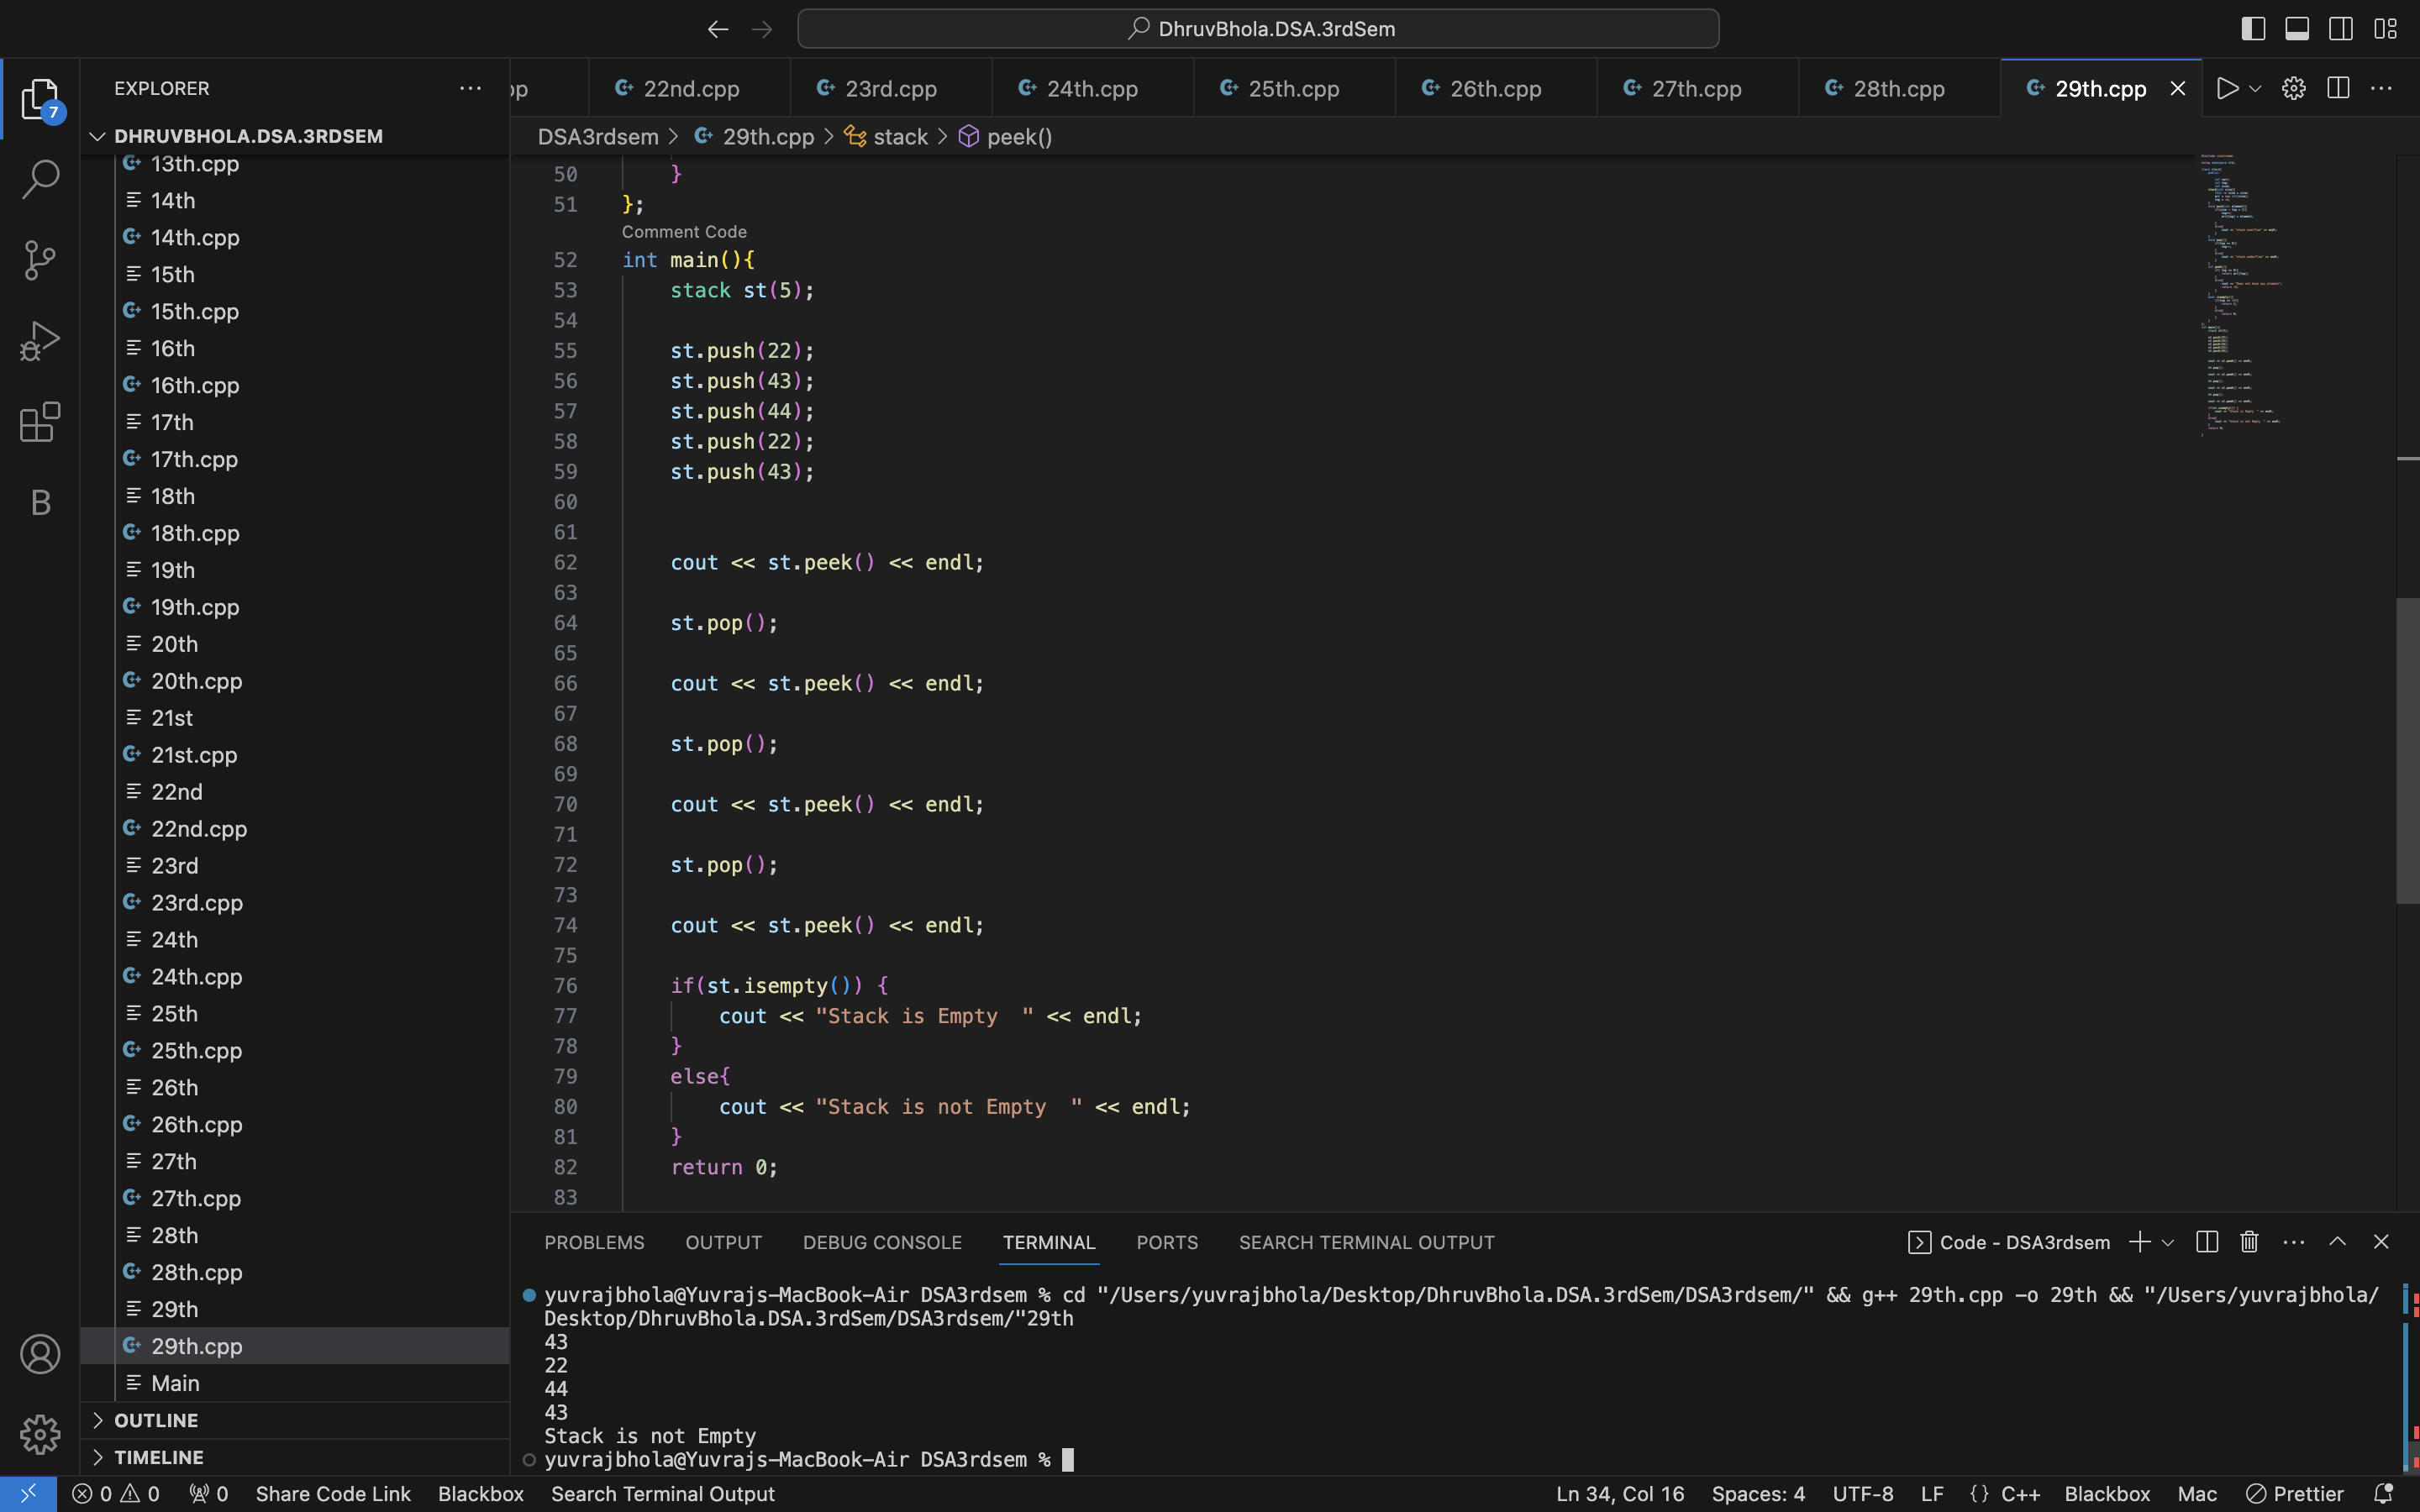 DhruvBhola.DSA.3rdSem
7
EXPLORER
DHRUVBHOLA.DSA.3RDSEM
13th.cpp
14th
14th.cpp
15th
15th.cpp
16th
16th.cpp
17th
17th.cpp
18th
18th.cpp
19th
19th.cpp
20th
20th.cpp
21st
21st.cpp
22nd
22nd.cpp
23rd
23rd.cpp
24th
24th.cpp
25th
25th.cpp
26th
26th.cpp
27th
27th.cpp
28th
28th.cpp
29th
29th.cpp
Main
OUTLINE
TIMELINE
22nd.cpp 23rd.cpp 24th.cpp 25th.cpp 26th.cpp 27th.cpp 28th.cpp 29th.cpp
DSA3rdsem > 29th.cpp > stack > peek()
50 }
51 };
Comment Code
52 int main(){
53 stack st(5);
54
55 st.push(22);
56 st.push(43);
57 st.push(44);
58 st.push(22);
59 st.push(43);
60
61
62 cout << st.peek() << endl;
63
64 st.pop();
65
66 cout << st.peek() << endl;
67
68 st.pop();
69
70 cout << st.peek() << endl;
71
72 st.pop();
73
74 cout << st.peek() << endl;
75
76 if(st.isempty()) {
77 cout << "Stack is Empty  " << endl;
78 }
79 else{
80 cout << "Stack is not Empty  " << endl;
81 }
82 return 0;
83
PROBLEMS OUTPUT DEBUG CONSOLE TERMINAL PORTS SEARCH TERMINAL OUTPUT
Code - DSA3rdsem
yuvrajbhola@Yuvrajs-MacBook-Air DSA3rdsem % cd "/Users/yuvrajbhola/Desktop/DhruvBhola.DSA.3rdSem/DSA3rdsem/" && g++ 29th.cpp -o 29th && "/Users/yuvrajbhola/
Desktop/DhruvBhola.DSA.3rdSem/DSA3rdsem/"29th
43
22
44
43
Stack is not Empty
yuvrajbhola@Yuvrajs-MacBook-Air DSA3rdsem %
0 0 0 Share Code Link Blackbox Search Terminal Output Ln 34, Col 16 Spaces: 4 UTF-8 LF {} C++ Blackbox Mac Prettier